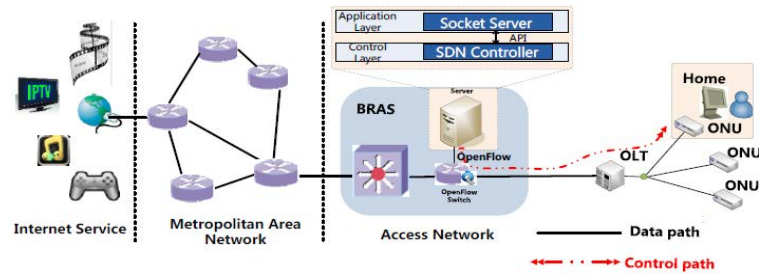 Application Layer
Socket Server
API
Control Layer
SDN Controller
Server
Home
IPTV
BRAS
ONU
OpenFlow
OLT
ONU
OpenFlow Switch
ONU
Internet Service
Metropolitan Area Network
Access Network
Data path
Control path